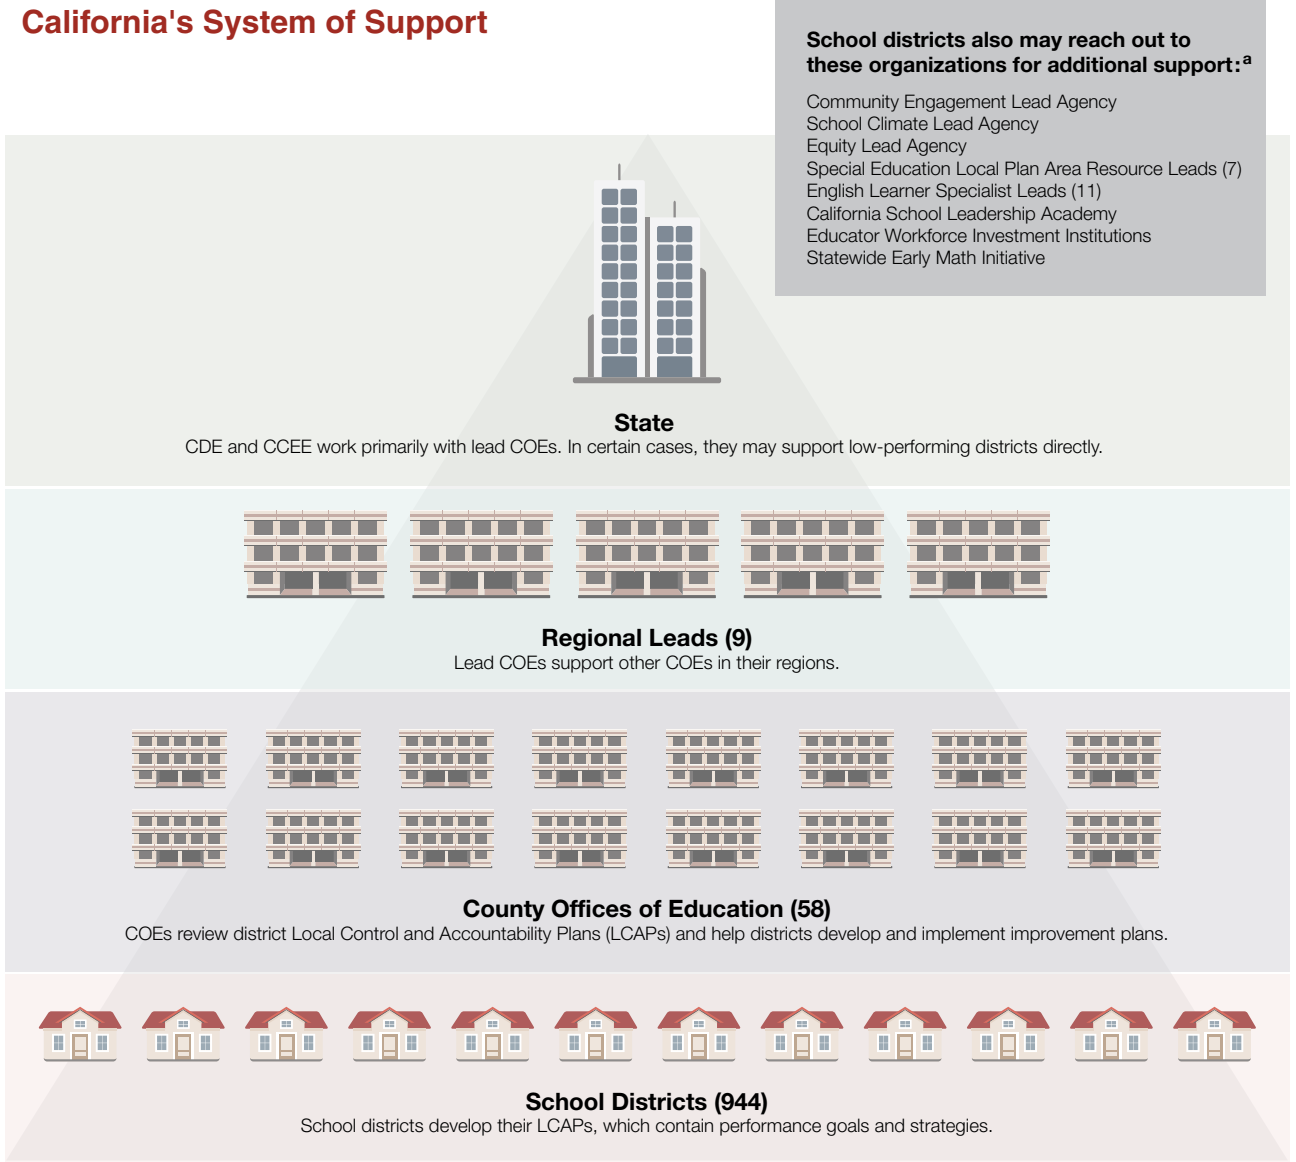 California's System of Support
School districts also may reach out to
these organizations for additional support:a
Community Engagement Lead Agency
School Climate Lead Agency
Equity Lead Agency
Special Education Local Plan Area Resource Leads (7)
English Learner Specialist Leads (11)
California School Leadership Academy
Educator Workforce Investment Institutions
Statewide Early Math Initiative
State
CDE and CCEE work primarily with lead COEs. In certain cases, they may support low-performing districts directly.
Regional Leads (9)
Lead COEs support other COEs in their regions.
County Offices of Education (58)
COEs review district Local Control and Accountability Plans (LCAPs) and help districts develop and implement improvement plans.
School Districts (944)
School districts develop their LCAPs, which contain performance goals and strategies.